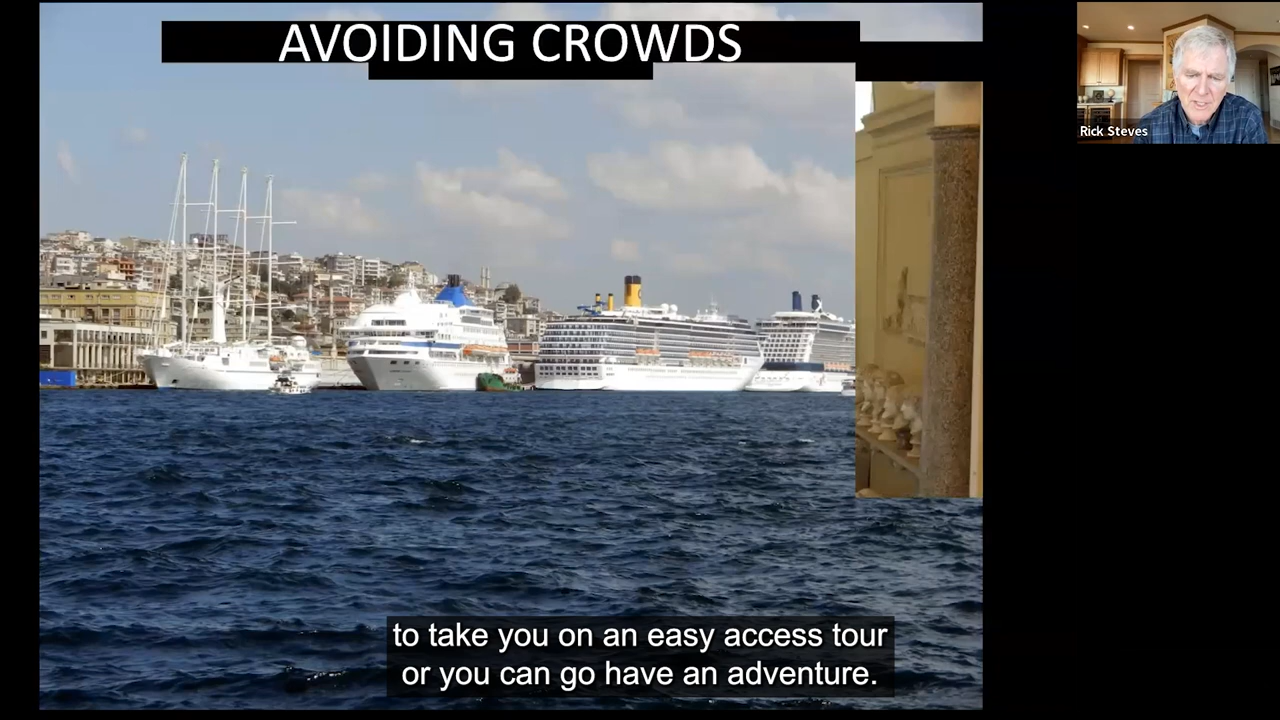 AVOIDING CROWDS
Rick Steves
to take you on an easy access tour
or you can go have an adventure.